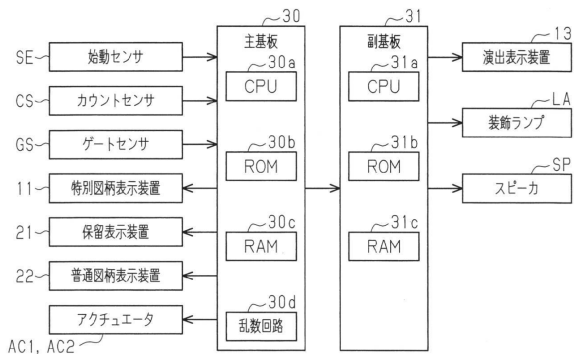 30
主基板
31
副基板
SE
始動センサ
CS
カウントセンサ
GS
ゲートセンサ
11
特別図柄表示装置
21
保留表示装置
22
普通図柄表示装置
アクチュエータ
AC1, AC2
30a
CPU
30b
ROM
30c
RAM
30d
乱数回路
31a
CPU
31b
ROM
31c
RAM
13
演出表示装置
LA
装飾ランプ
SP
スピーカ